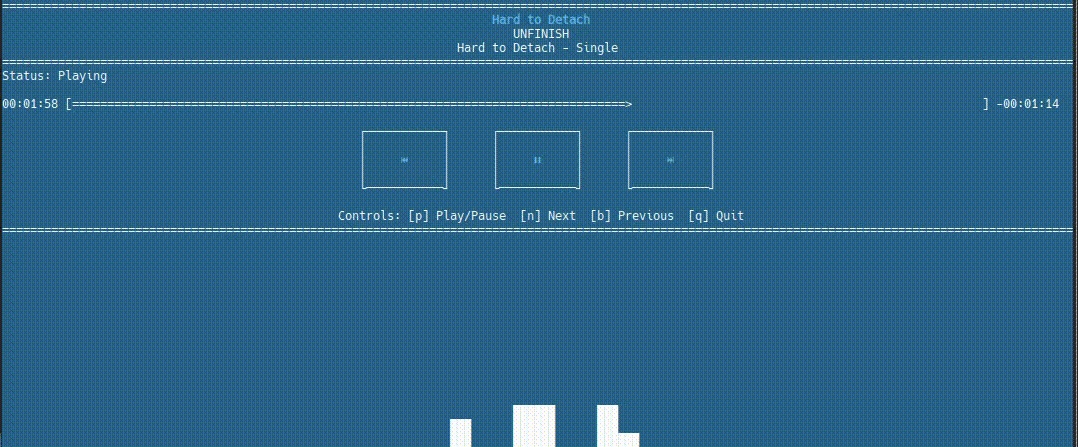 Hard to Detach
UNFINISH
Hard to Detach - Single
Status: Playing
00:01:58 [===============================================================================> ] -00:01:14
Controls: [p] Play/Pause [n] Next [b] Previous [q] Quit